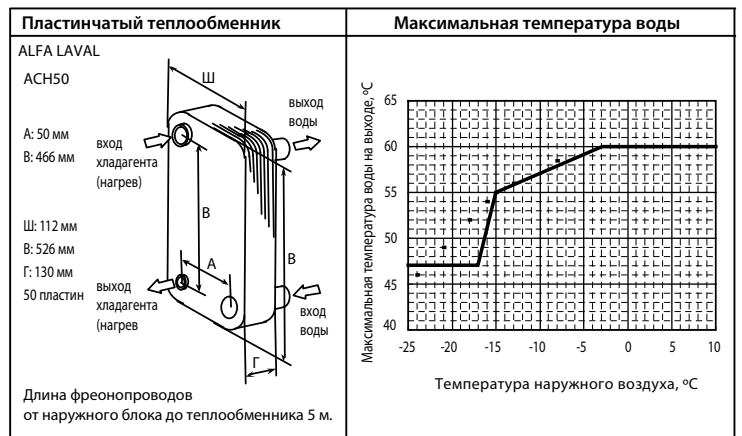 Пластинчатый теплообменник
ALFA LAVAL
ACH50
А: 50 мм
В: 466 мм
Ш: 112 мм
В: 526 мм
Г: 130 мм
50 пластин
Ш
выход
воды
вход
хладагента
(нагрев)
В
А
В
выход
хладагента
(нагрев
вход
воды
Г
Длина фреонопроводов
от наружного блока до теплообменника 5 м.
Максимальная температура воды
Максимальная температура воды на выходе, ºС
65
60
55
50
45
40
-25 -20 -15 -10 -5 0 5 10
Температура наружного воздуха, ºС